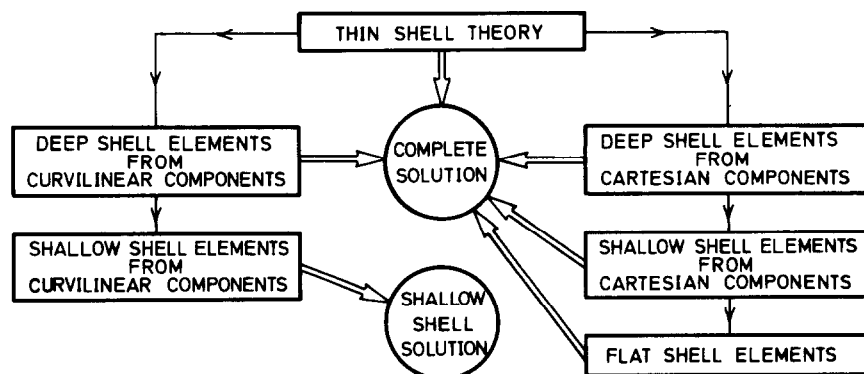 THIN SHELL THEORY
DEEP SHELL ELEMENTS
FROM
CURVILINEAR COMPONENTS
COMPLETE
SOLUTION
DEEP SHELL ELEMENTS
FROM
CARTESIAN COMPONENTS
SHALLOW SHELL ELEMENTS
FROM
CURVILINEAR COMPONENTS
SHALLOW
SHELL
SOLUTION
SHALLOW SHELL ELEMENTS
FROM
CARTESIAN COMPONENTS
FLAT SHELL ELEMENTS